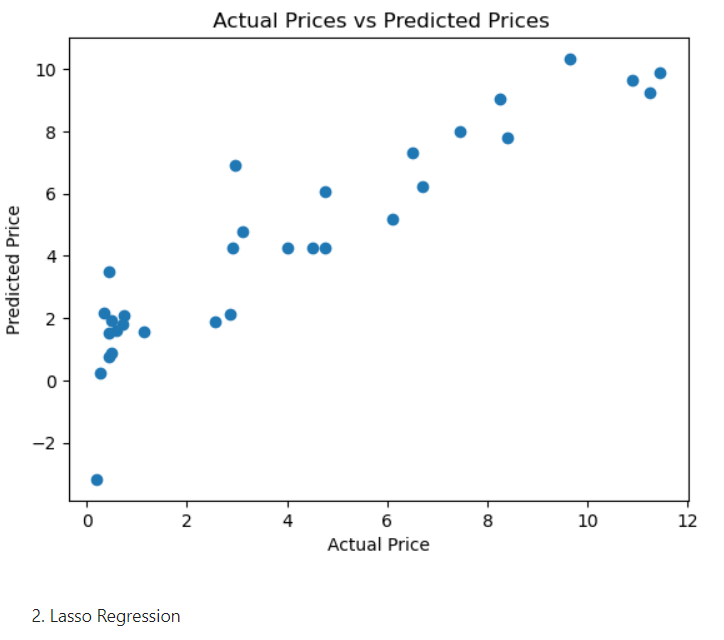 Actual Prices vs Predicted Prices
10
8
6
4
2
0
−2
Predicted Price
0 2 4 6 8 10 12
Actual Price
2. Lasso Regression